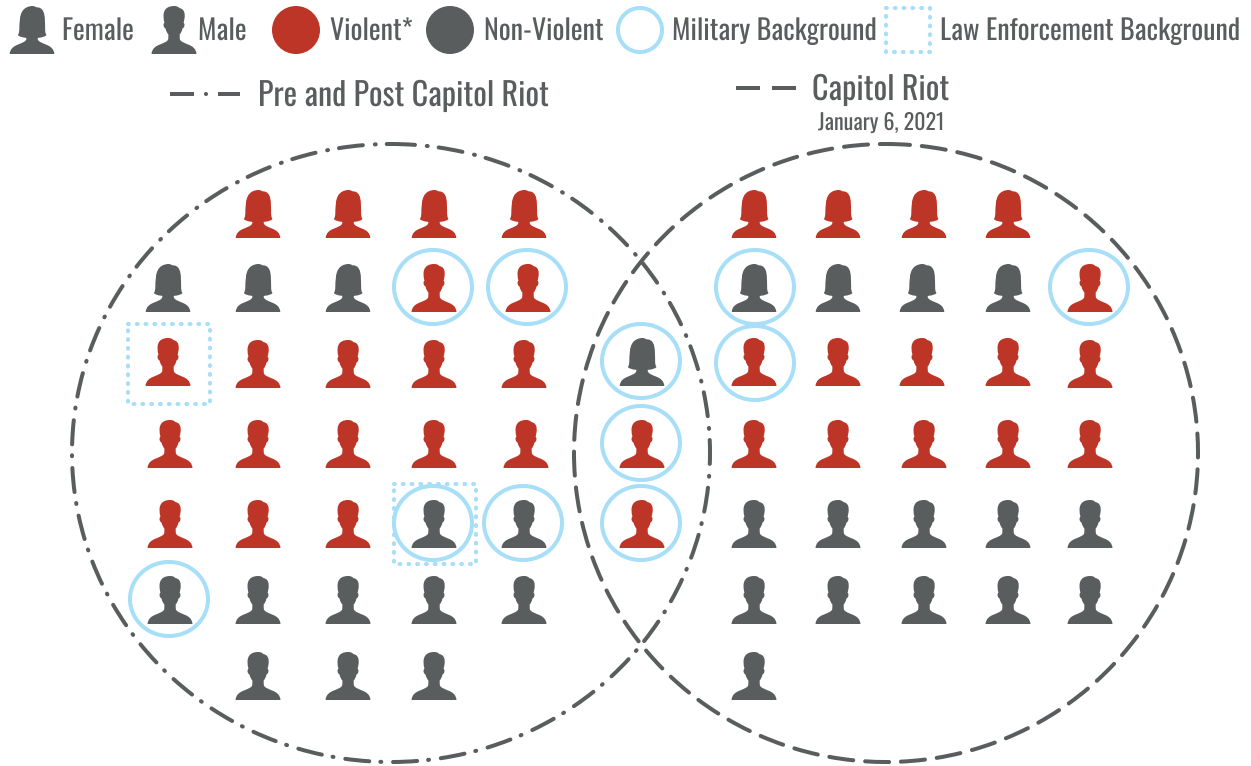 Female Male Violent* Non-Violent Military Background Law Enforcement Background
Pre and Post Capitol Riot
Capitol Riot
January 6, 2021